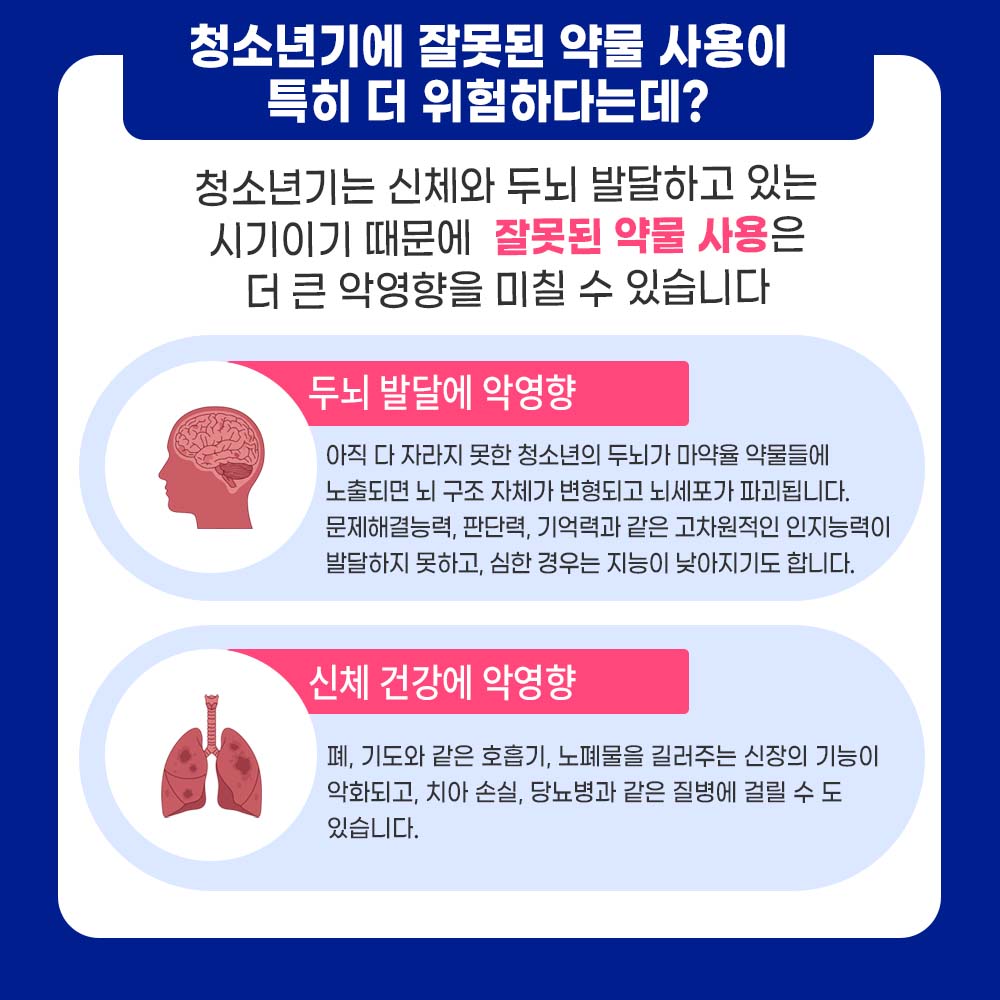 청소년기에 잘못된 약물 사용이
특히 더 위험하다는데?
청소년기는 신체와 두뇌 발달하고 있는
시기이기 때문에 잘못된 약물 사용은
더 큰 악영향을 미칠 수 있습니다
두뇌 발달에 악영향
아직 다 자라지 못한 청소년의 두뇌가 마약율 약물들에
노출되면 뇌 구조 자체가 변형되고 뇌세포가 파괴됩니다.
문제해결능력, 판단력, 기억력과 같은 고차원적인 인지능력이
발달하지 못하고, 심한 경우는 지능이 낮아지기도 합니다.
신체 건강에 악영향
폐, 기도와 같은 호흡기, 노폐물을 길러주는 신장의 기능이
악화되고, 치아 손실, 당뇨병과 같은 질병에 걸릴 수 도
있습니다.